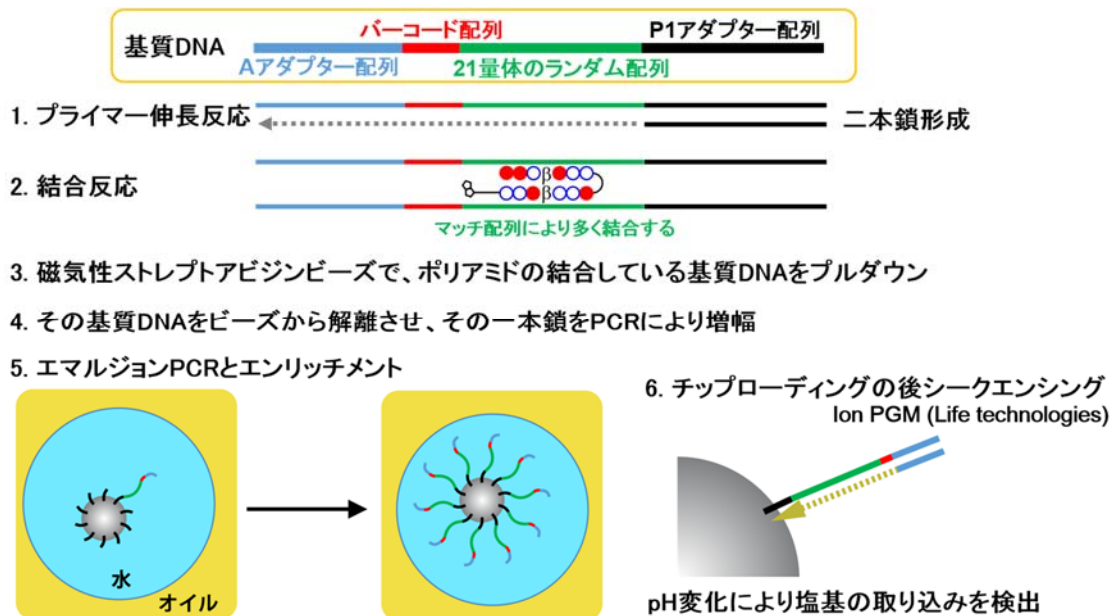 バーコード配列
P1アダプター配列
基質DNA
Aアダプター配列
21量体のランダム配列
1. プライマー伸長反応
二本鎖形成
2. 結合反応
β
β
マッチ配列により多く結合する
3. 磁気性ストレプトアビジンビーズで、ポリアミドの結合している基質DNAをプルダウン
4. その基質DNAをビーズから解離させ、その一本鎖をPCRにより増幅
5. エマルジョンPCRとエンリッチメント
6. チップローディングの後シークエンシング
Ion PGM (Life technologies)
水
オイル
pH変化により塩基の取り込みを検出